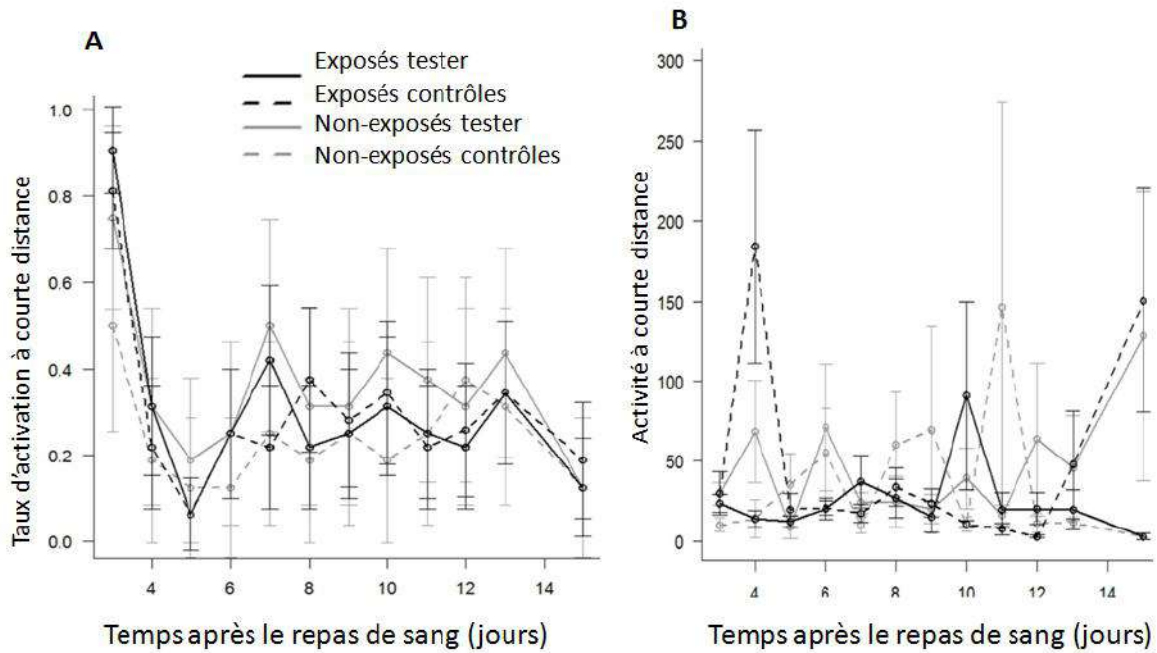 A
Exposés tester
Exposés contrôles
Non-exposés tester
Non-exposés contrôles
Taux d'activation à courte distance
1.0
0.8
0.6
0.4
0.2
0.0
4 6 8 10 12 14
Temps après le repas de sang (jours)
B
Activité à courte distance
300
250
200
150
100
50
0
4 6 8 10 12 14
Temps après le repas de sang (jours)